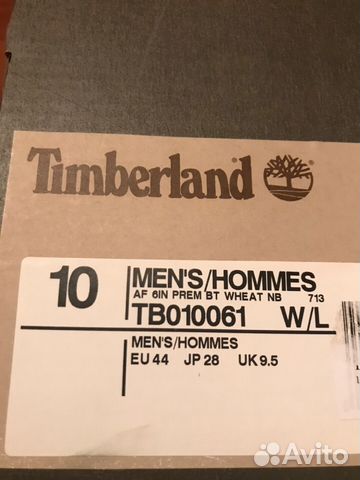 Timberland
10
MEN'S/HOMMES
AF 6IN PREM BT WHEAT NB 713
TB010061 W/L
MEN'S/HOMMES
EU 44 JP 28 UK 9.5
Avito